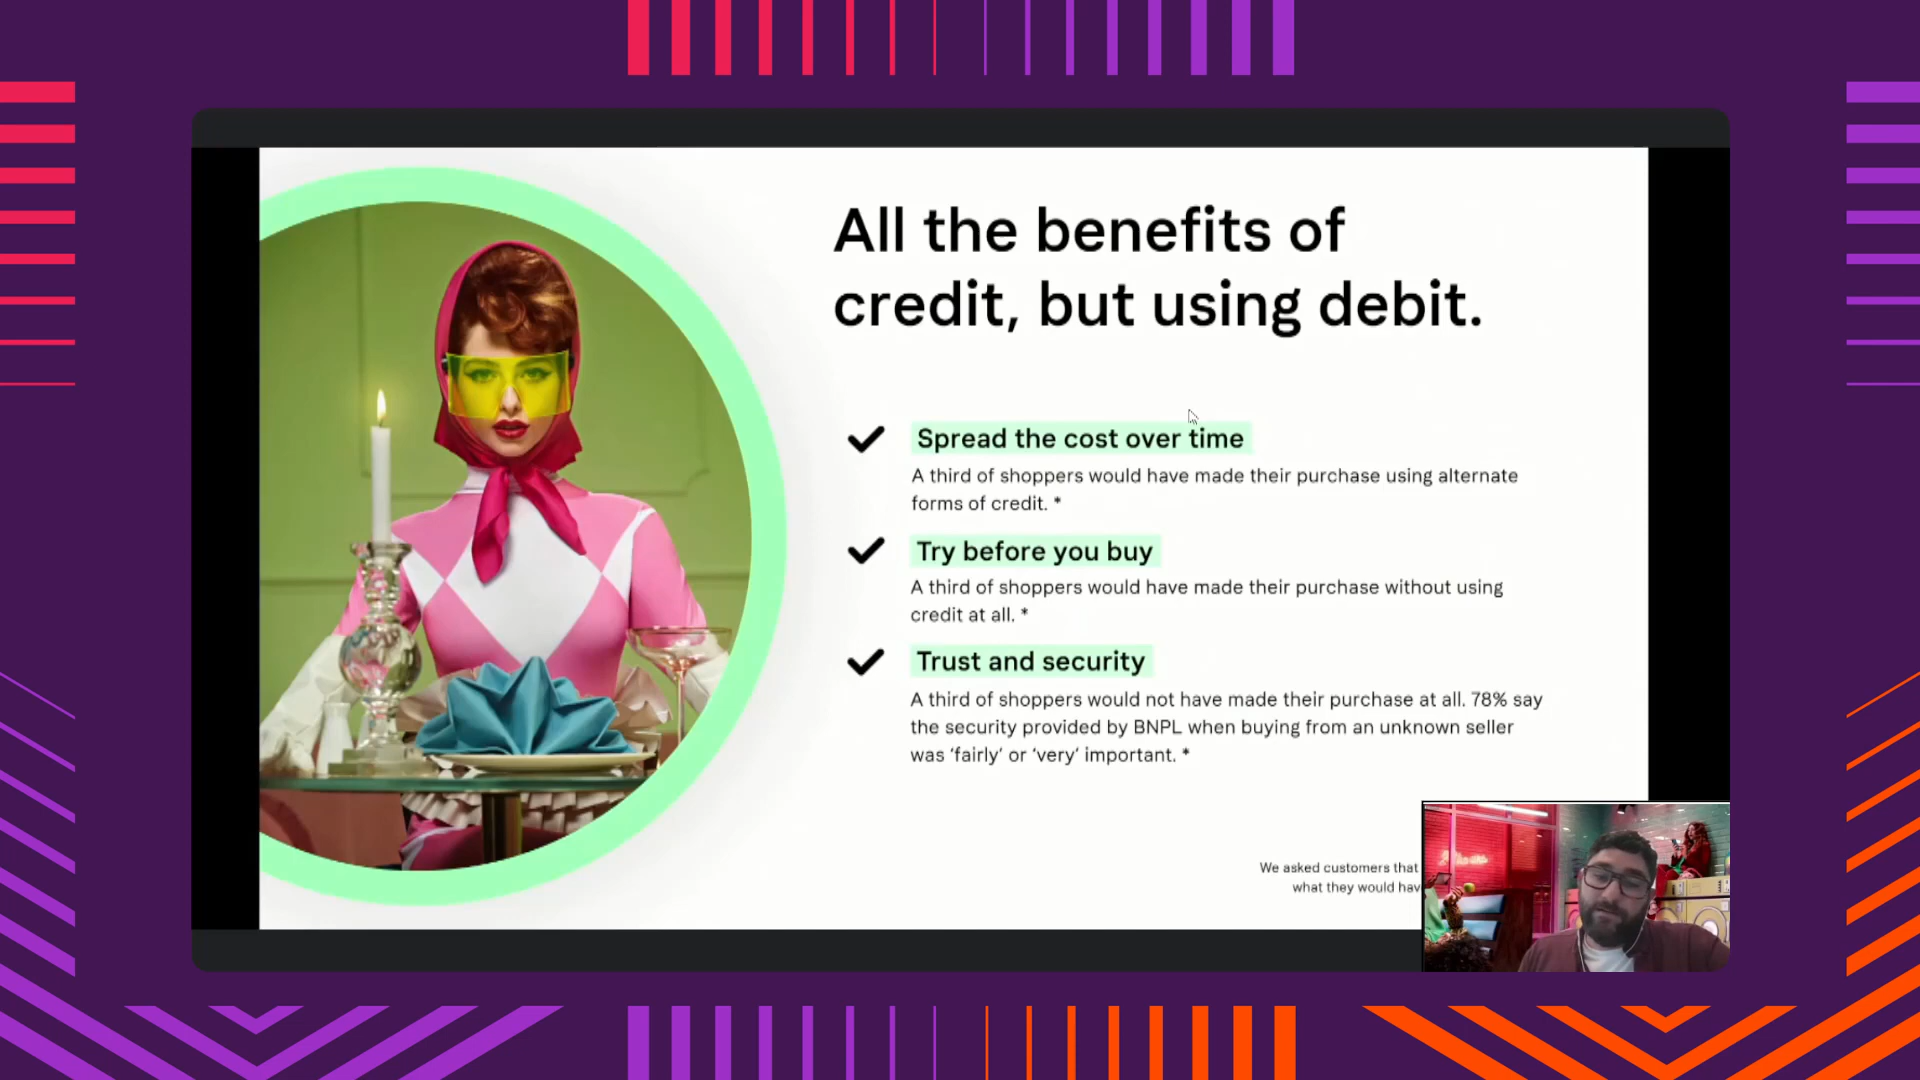 All the benefits of
credit, but using debit.
Spread the cost over time
A third of shoppers would have made their purchase using alternate
forms of credit. *
Try before you buy
A third of shoppers would have made their purchase without using
credit at all. *
Trust and security
A third of shoppers would not have made their purchase at all. 78% say
the security provided by BNPL when buying from an unknown seller
was ‘fairly’ or ‘very’ important. *
We asked customers that
what they would hav